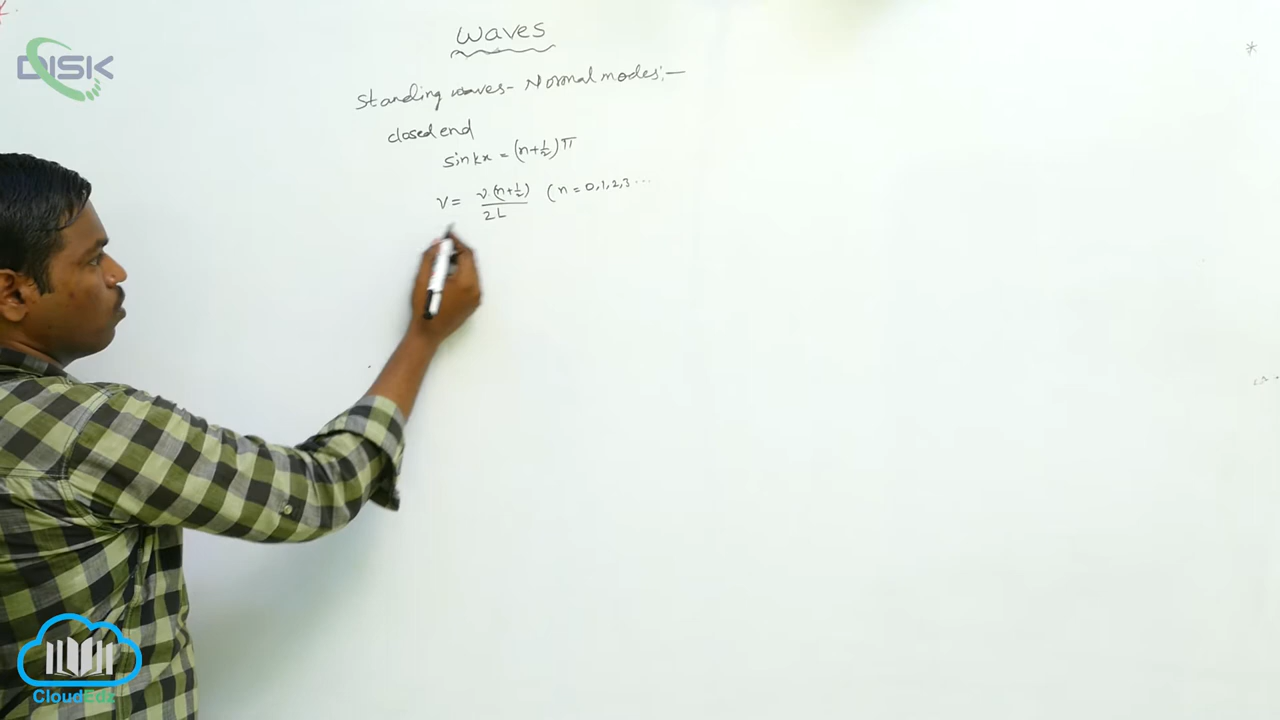 DISK
Waves
Standing waves - Normal modes:-
closed end
sin kx = (n+1/2)π
ν = v(n+1/2)/2L (n = 0,1,2,3 ...
CloudEdz